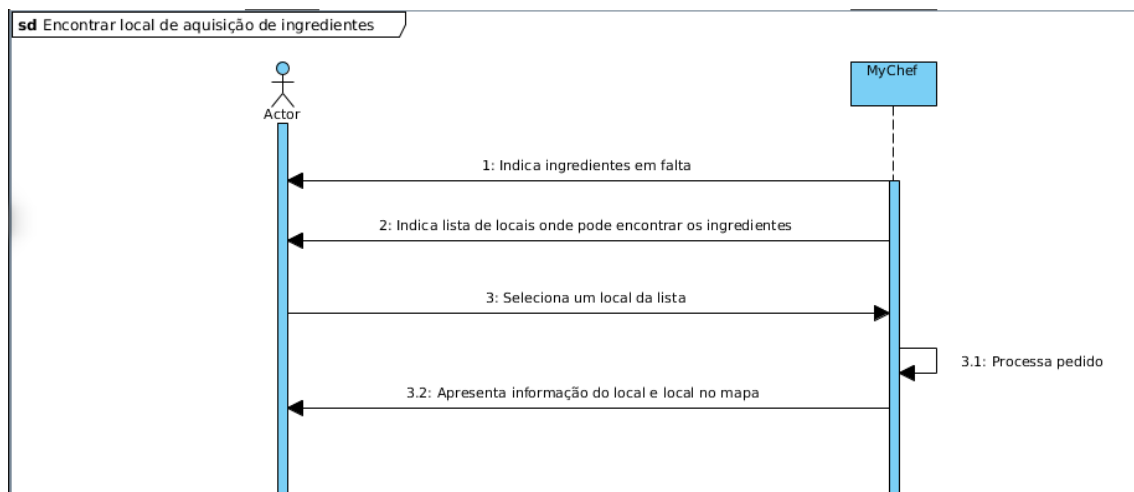 sd Encontrar local de aquisição de ingredientes
MyChef
Actor
1: Indica ingredientes em falta
2: Indica lista de locais onde pode encontrar os ingredientes
3: Seleciona um local da lista
3.1: Processa pedido
3.2: Apresenta informação do local e local no mapa